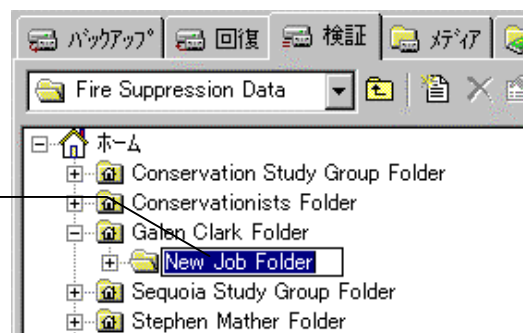 バックアップ 回復 検証 メディア
Fire Suppression Data
ホーム
Conservation Study Group Folder
Conservationists Folder
Galen Clark Folder
New Job Folder
Sequoia Study Group Folder
Stephen Mather Folder